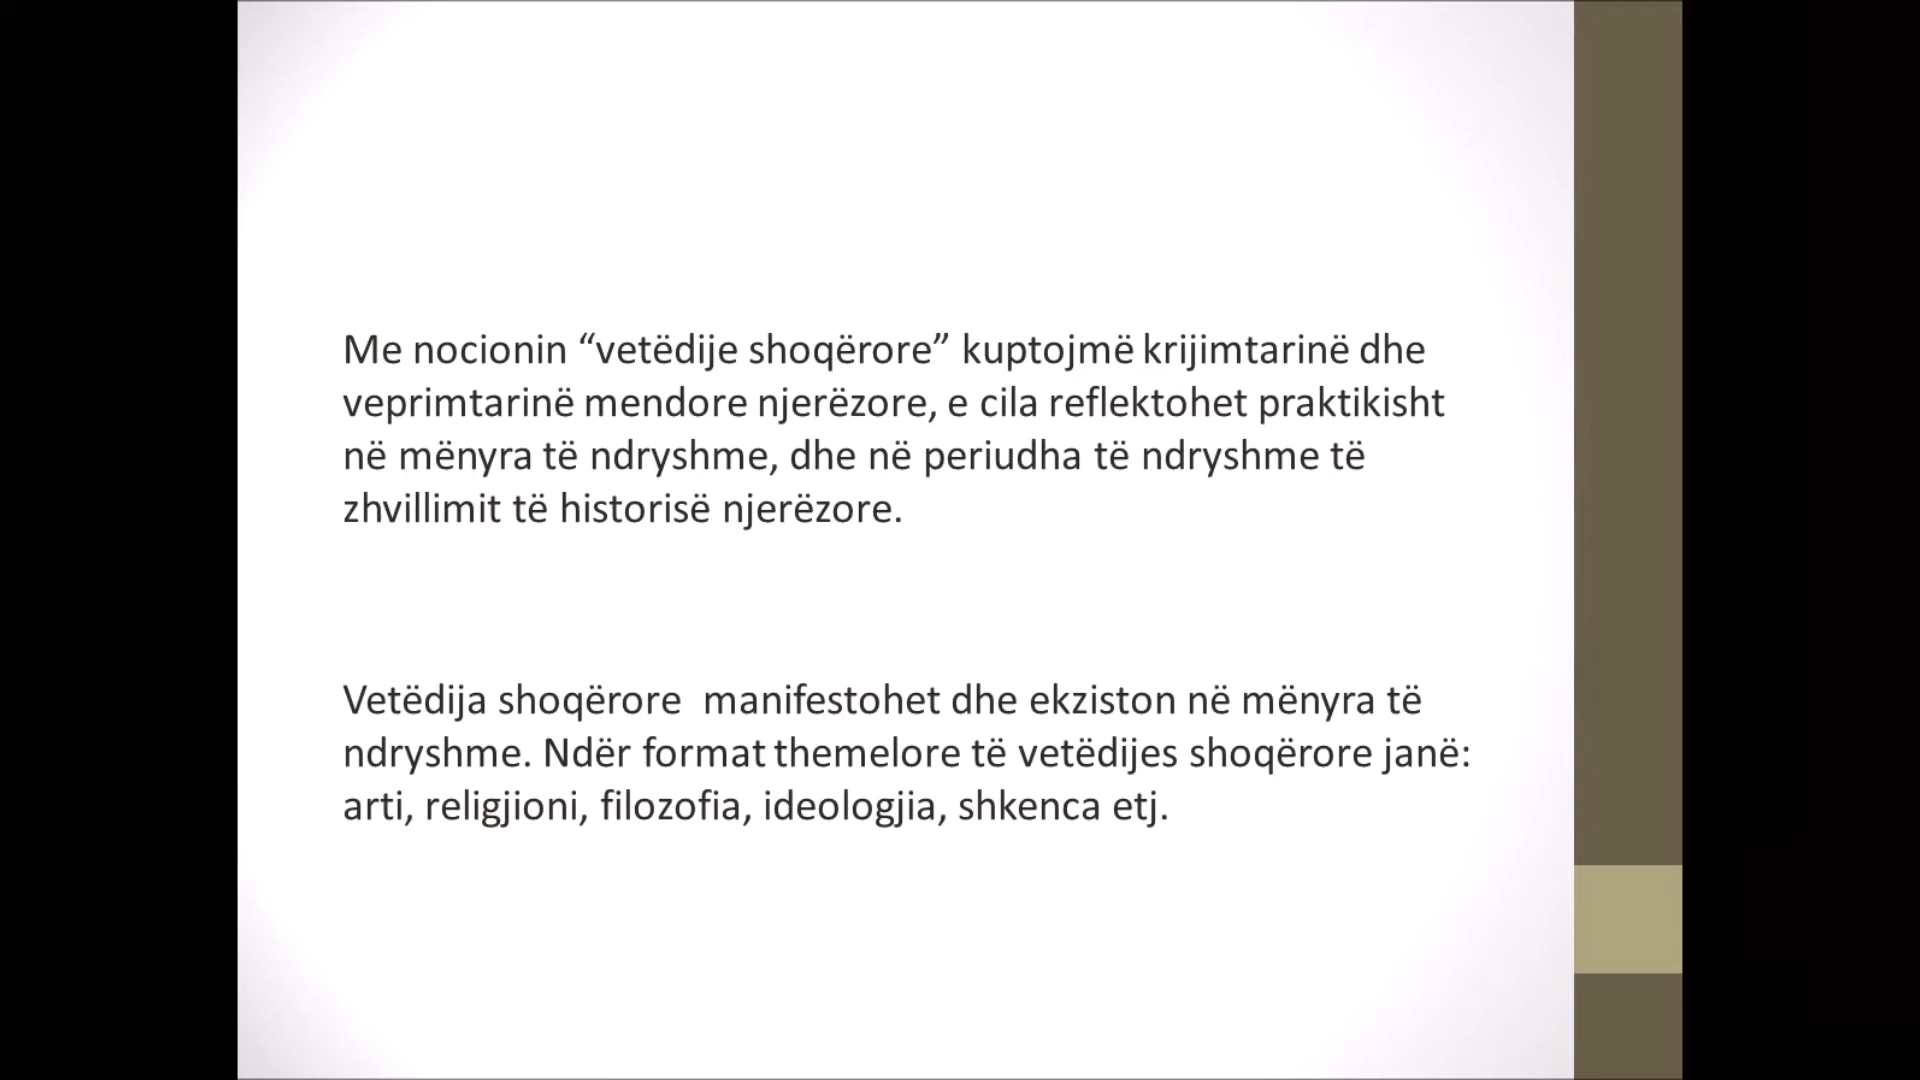 Me nocionin “vetëdije shoqërore” kuptojmë krijimtarinë dhe
veprimtarinë mendore njerëzore, e cila reflektohet praktikisht
në mënyra të ndryshme, dhe në periudha të ndryshme të
zhvillimit të historisë njerëzore.
Vetëdija shoqërore  manifestohet dhe ekziston në mënyra të
ndryshme. Ndër format themelore të vetëdijes shoqërore janë:
arti, religjioni, filozofia, ideologjia, shkenca etj.